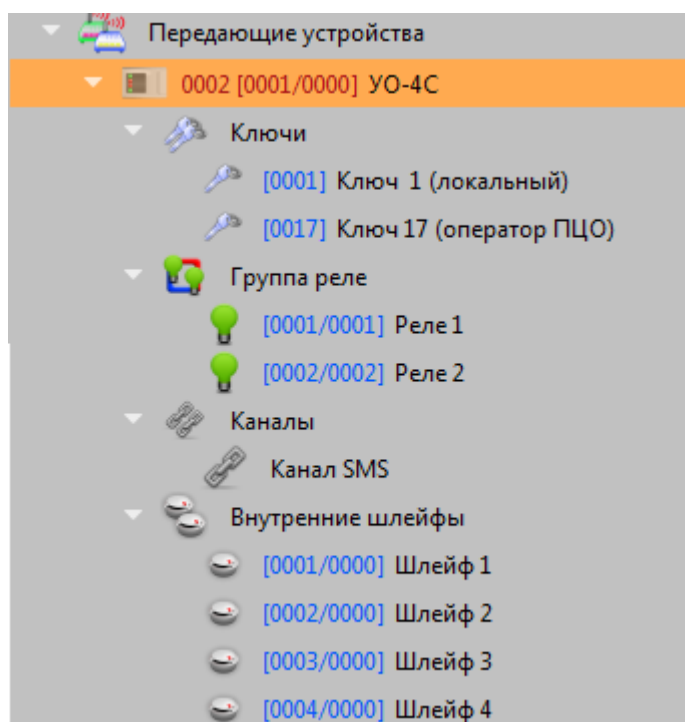 Передающие устройства
0002 [0001/0000] УО-4С
Ключи
[0001] Ключ 1 (локальный)
[0017] Ключ 17 (оператор ПЦО)
Группа реле
[0001/0001] Реле 1
[0002/0002] Реле 2
Каналы
Канал SMS
Внутренние шлейфы
[0001/0000] Шлейф 1
[0002/0000] Шлейф 2
[0003/0000] Шлейф 3
[0004/0000] Шлейф 4